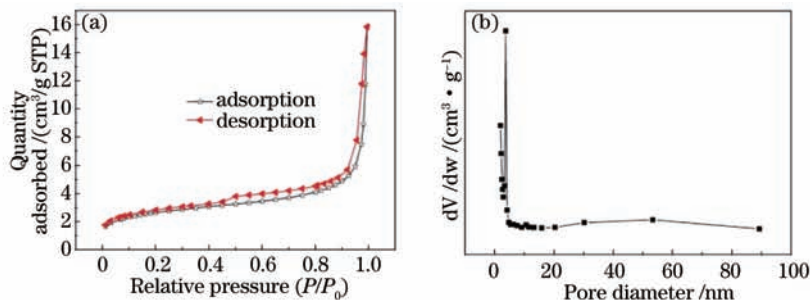 (a)
Quantity
adsorbed /(cm³/g STP)
16
14
12
10
8
6
4
2
0
adsorption
desorption
0 0.2 0.4 0.6 0.8 1.0
Relative pressure (P/P₀)
(b)
dV /dw /(cm³ • g⁻¹)
0 20 40 60 80 100
Pore diameter /nm